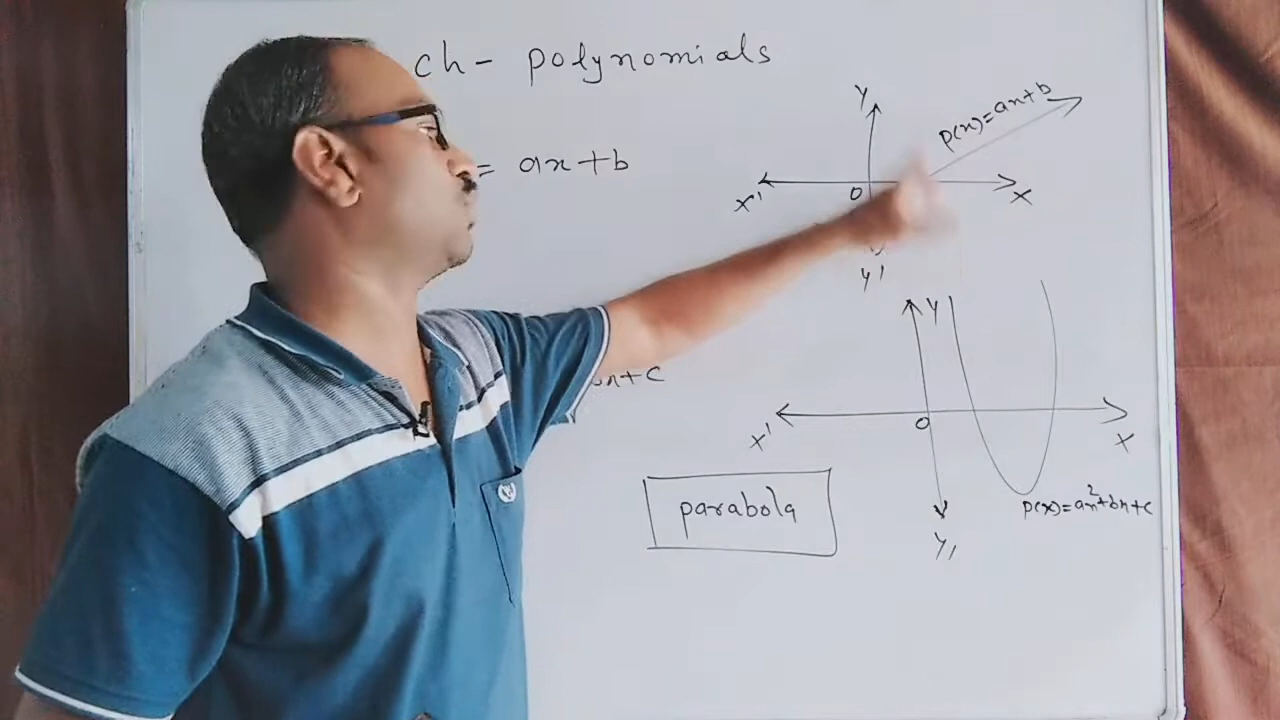 ch - polynomials
= ax+b
Y
p(x)=ax+b
X'
O
X
Y'
x+c
Y
X'
O
X
parabola
p(x)=ax²+bx+c
Y'